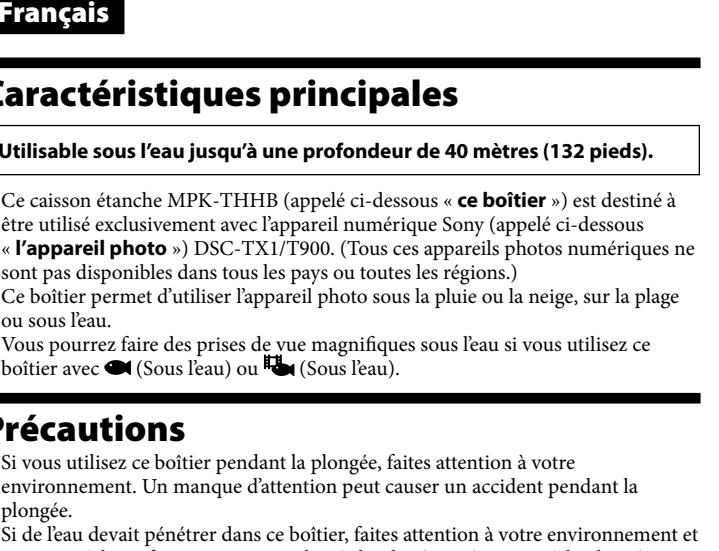 Français
Caractéristiques principales
Utilisable sous l’eau jusqu’à une profondeur de 40 mètres (132 pieds).
Ce caisson étanche MPK-THHB (appelé ci-dessous « ce boîtier ») est destiné à
être utilisé exclusivement avec l’appareil numérique Sony (appelé ci-dessous
« l’appareil photo ») DSC-TX1/T900. (Tous ces appareils photos numériques ne
sont pas disponibles dans tous les pays ou toutes les régions.)
Ce boîtier permet d’utiliser l’appareil photo sous la pluie ou la neige, sur la plage
ou sous l’eau.
Vous pourrez faire des prises de vue magnifiques sous l’eau si vous utilisez ce
boîtier avec (Sous l’eau) ou (Sous l’eau).
Précautions
Si vous utilisez ce boîtier pendant la plongée, faites attention à votre
environnement. Un manque d’attention peut causer un accident pendant la
plongée.
Si de l’eau devait pénétrer dans ce boîtier, faites attention à votre environnement et